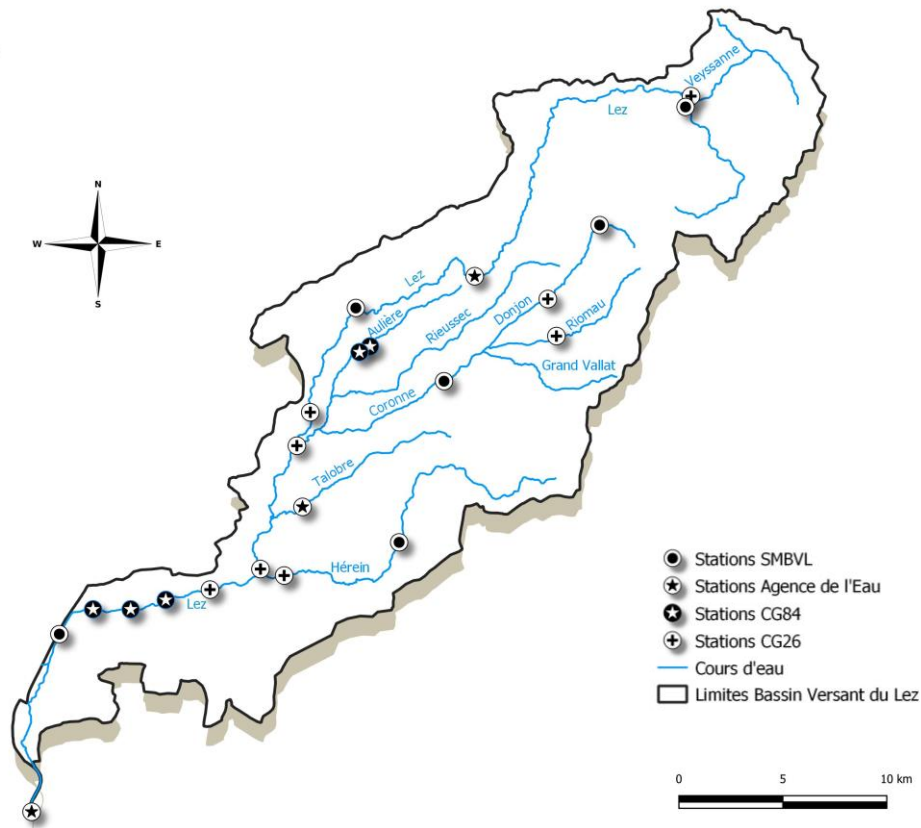 Veyssanne
Lez
N
W
E
S
Lez
Aulière
Rieussec
Donjon
Riomau
Grand Vallat
Coronne
Talobre
Hérein
Lez
Stations SMBVL
Stations Agence de l'Eau
Stations CG84
Stations CG26
Cours d'eau
Limites Bassin Versant du Lez
0 5 10 km